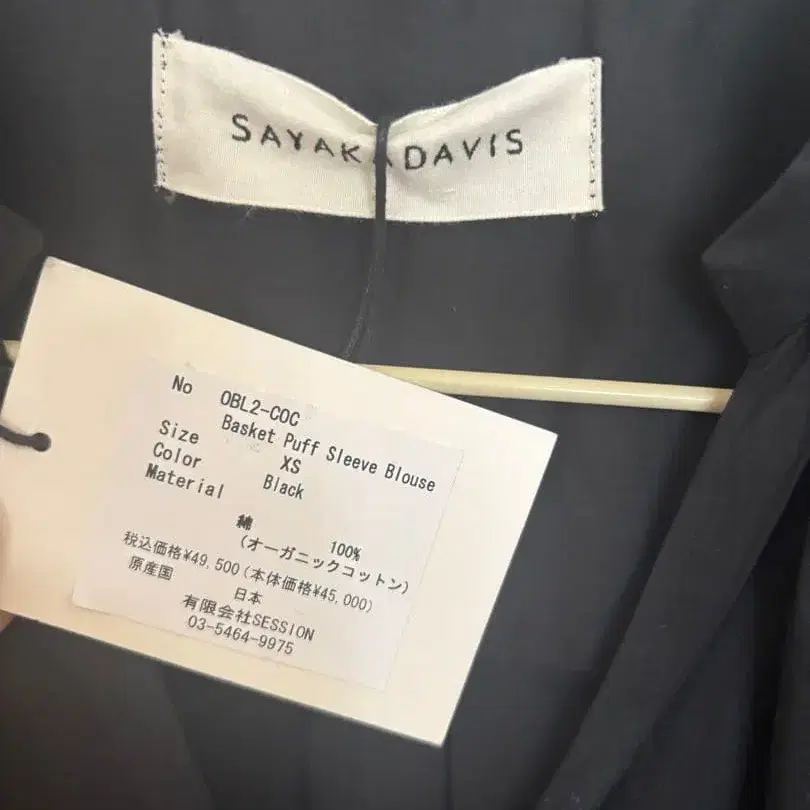 SAYAKADAVIS
No OBL2-COC
Basket Puff Sleeve Blouse
Size XS
Color Black
Material
綿 100%
(オーガニックコットン)
税込価格¥49,500(本体価格¥45,000)
原産国 日本
有限会社SESSION
03-5464-9975